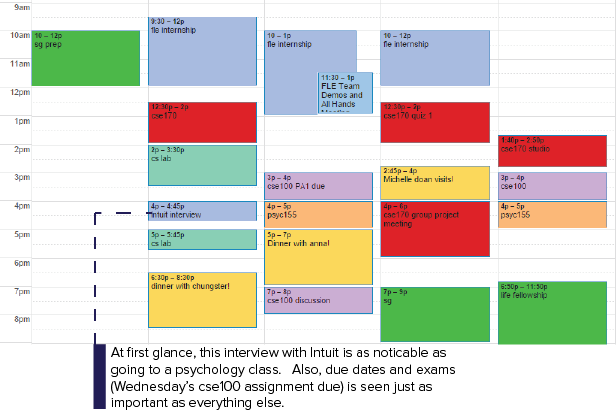 9am
10am
11am
12pm
1pm
2pm
3pm
4pm
5pm
6pm
7pm
8pm
10 – 12p
sg prep
9:30 – 12p
fle internship
12:30p – 2p
cse170
2p – 3:30p
cs lab
4p – 4:45p
Intuit interview
5p – 5:45p
cs lab
6:30p – 8:30p
dinner with chungster!
10 – 1p
fle internship
11:30 – 1p
FLE Team
Demos and
All Hands
Meeting
3p – 4p
cse100 PA1 due
4p – 5p
psyc155
5p – 7p
Dinner with anna!
7p – 8p
cse100 discussion
10 – 12p
fle internship
12:30p – 2p
cse170 quiz 1
2:45p – 4p
Michelle doan visits!
4p – 6p
cse170 group project
meeting
7p – 9p
sg
1:40p – 2:50p
cse170 studio
3p – 4p
cse100
4p – 5p
psyc155
6:50p – 11:50p
life fellowship
At first glance, this interview with Intuit is as noticable as
going to a psychology class. Also, due dates and exams
(Wednesday's cse100 assignment due) is seen just as
important as everything else.